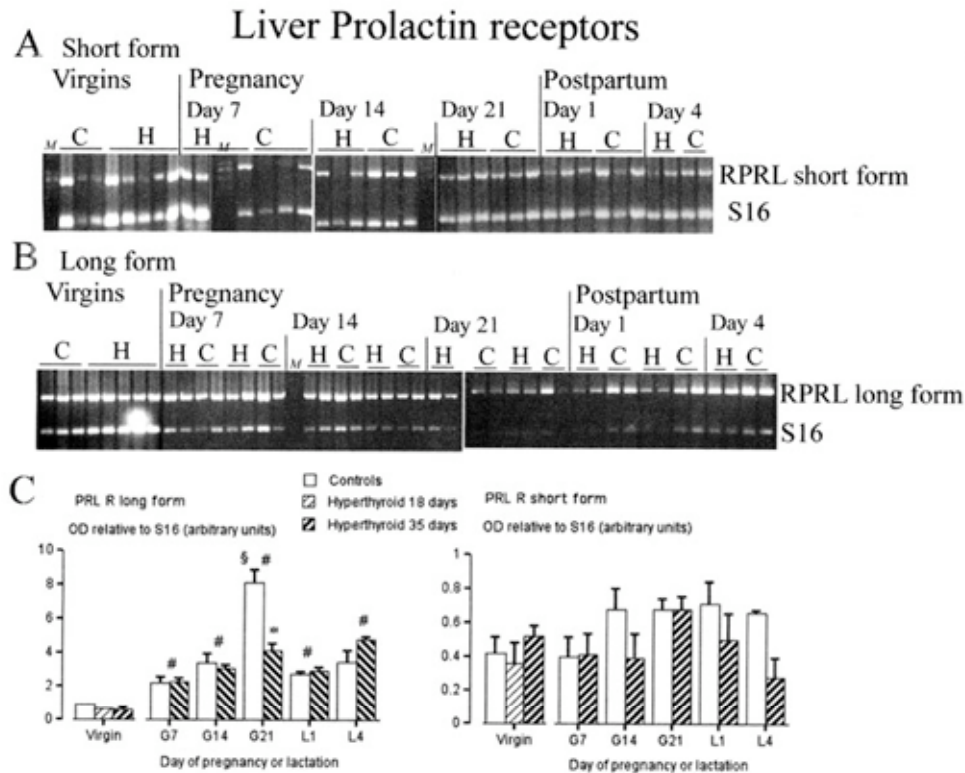 Liver Prolactin receptors
A Short form
Virgins Pregnancy Postpartum
Day 7 Day 14 Day 21 Day 1 Day 4
M C H H M C H C M H C H C H C
RPRL short form
S16
B Long form
Virgins Pregnancy Postpartum
Day 7 Day 14 Day 21 Day 1 Day 4
C H H C H C M H C H C H C H C H C H C H C
RPRL long form
S16
C
PRL R long form
OD relative to S16 (arbitrary units)
Controls
Hyperthyroid 18 days
Hyperthyroid 35 days
PRL R short form
OD relative to S16 (arbitrary units)
10
8
6
4
2
0
# # § # * # #
Virgin G7 G14 G21 L1 L4
Day of pregnancy or lactation
1
0.8
0.6
0.4
0.2
0
Virgin G7 G14 G21 L1 L4
Day of pregnancy or lactation